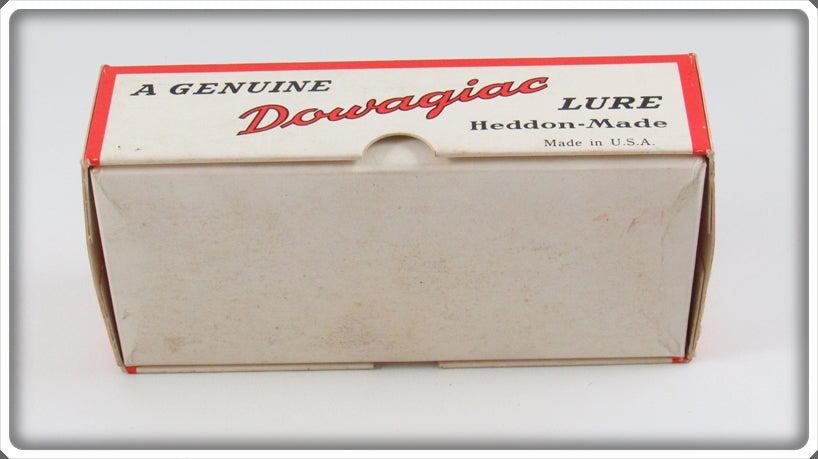 A GENUINE
Dowagiac
LURE
Heddon-Made
Made in U.S.A.